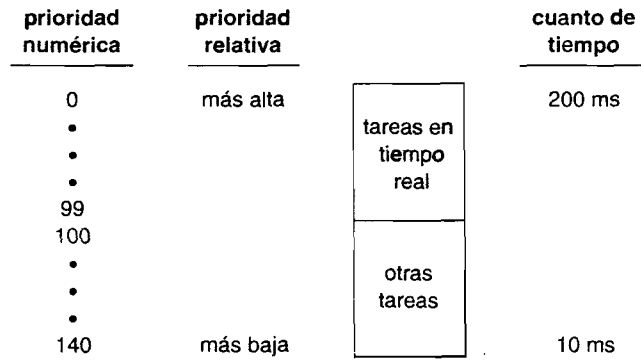 prioridad numérica
prioridad relativa
cuanto de tiempo
0
más alta
200 ms
•
•
•
tareas en
tiempo
real
99
100
•
•
•
otras
tareas
140
más baja
10 ms